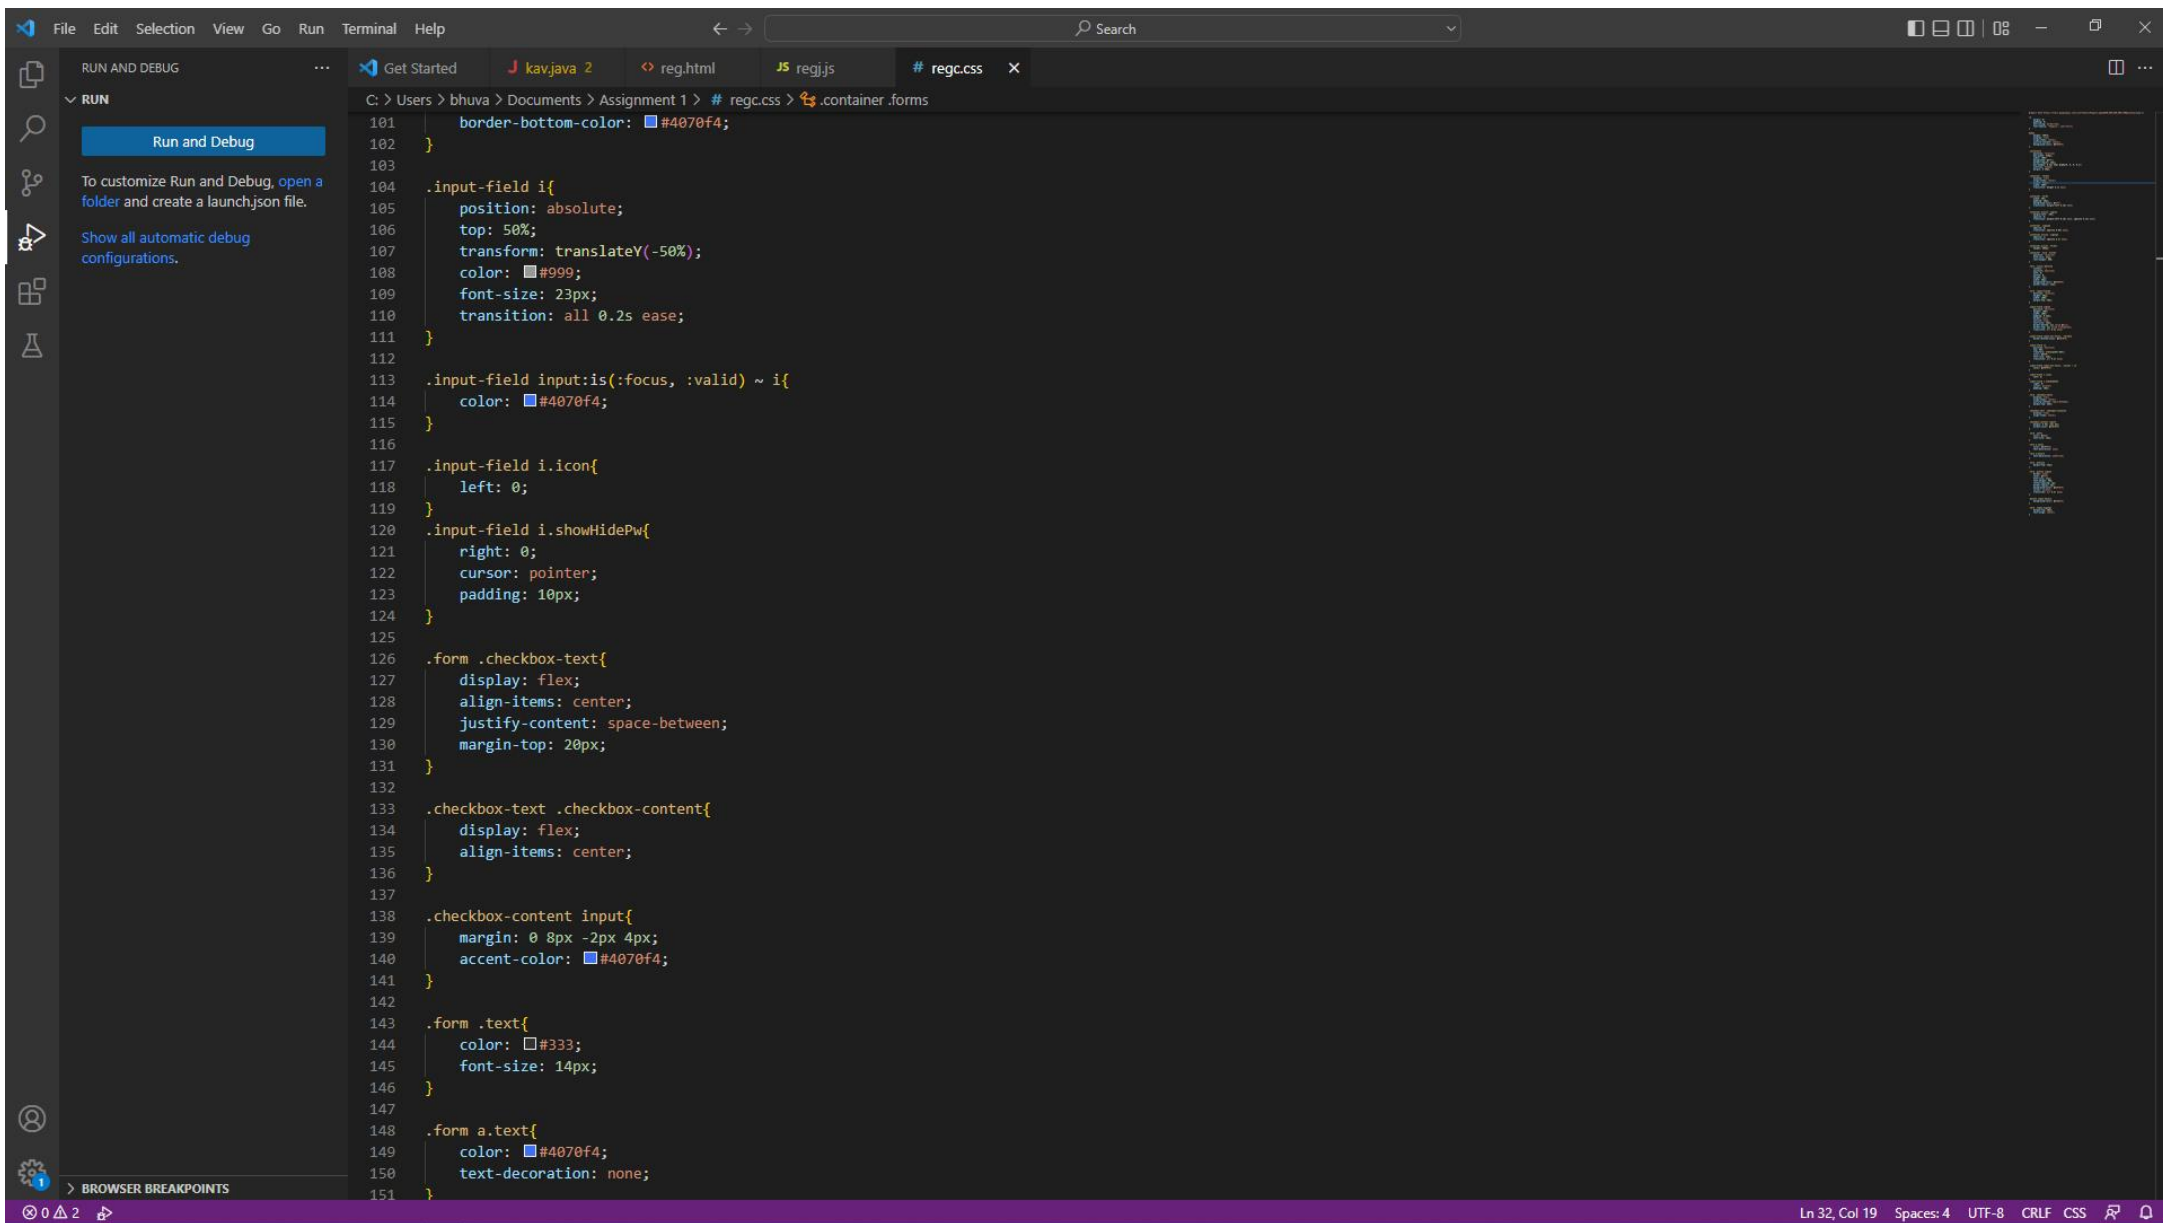 File Edit Selection View Go Run Terminal Help
Search
RUN AND DEBUG ...
Get Started
J kav.java 2
<> reg.html
JS regj.js
# regc.css
RUN
Run and Debug
To customize Run and Debug, open a
folder and create a launch.json file.
Show all automatic debug
configurations.
C: > Users > bhuva > Documents > Assignment 1 > # regc.css > .container .forms
101 border-bottom-color: #4070f4;
102 }
103
104 .input-field i{
105 position: absolute;
106 top: 50%;
107 transform: translateY(-50%);
108 color: #999;
109 font-size: 23px;
110 transition: all 0.2s ease;
111 }
112
113 .input-field input:is(:focus, :valid) ~ i{
114 color: #4070f4;
115 }
116
117 .input-field i.icon{
118 left: 0;
119 }
120 .input-field i.showHidePw{
121 right: 0;
122 cursor: pointer;
123 padding: 10px;
124 }
125
126 .form .checkbox-text{
127 display: flex;
128 align-items: center;
129 justify-content: space-between;
130 margin-top: 20px;
131 }
132
133 .checkbox-text .checkbox-content{
134 display: flex;
135 align-items: center;
136 }
137
138 .checkbox-content input{
139 margin: 0 8px -2px 4px;
140 accent-color: #4070f4;
141 }
142
143 .form .text{
144 color: #333;
145 font-size: 14px;
146 }
147
148 .form a.text{
149 color: #4070f4;
150 text-decoration: none;
151 }
1
BROWSER BREAKPOINTS
0 2
Ln 32, Col 19 Spaces: 4 UTF-8 CRLF CSS